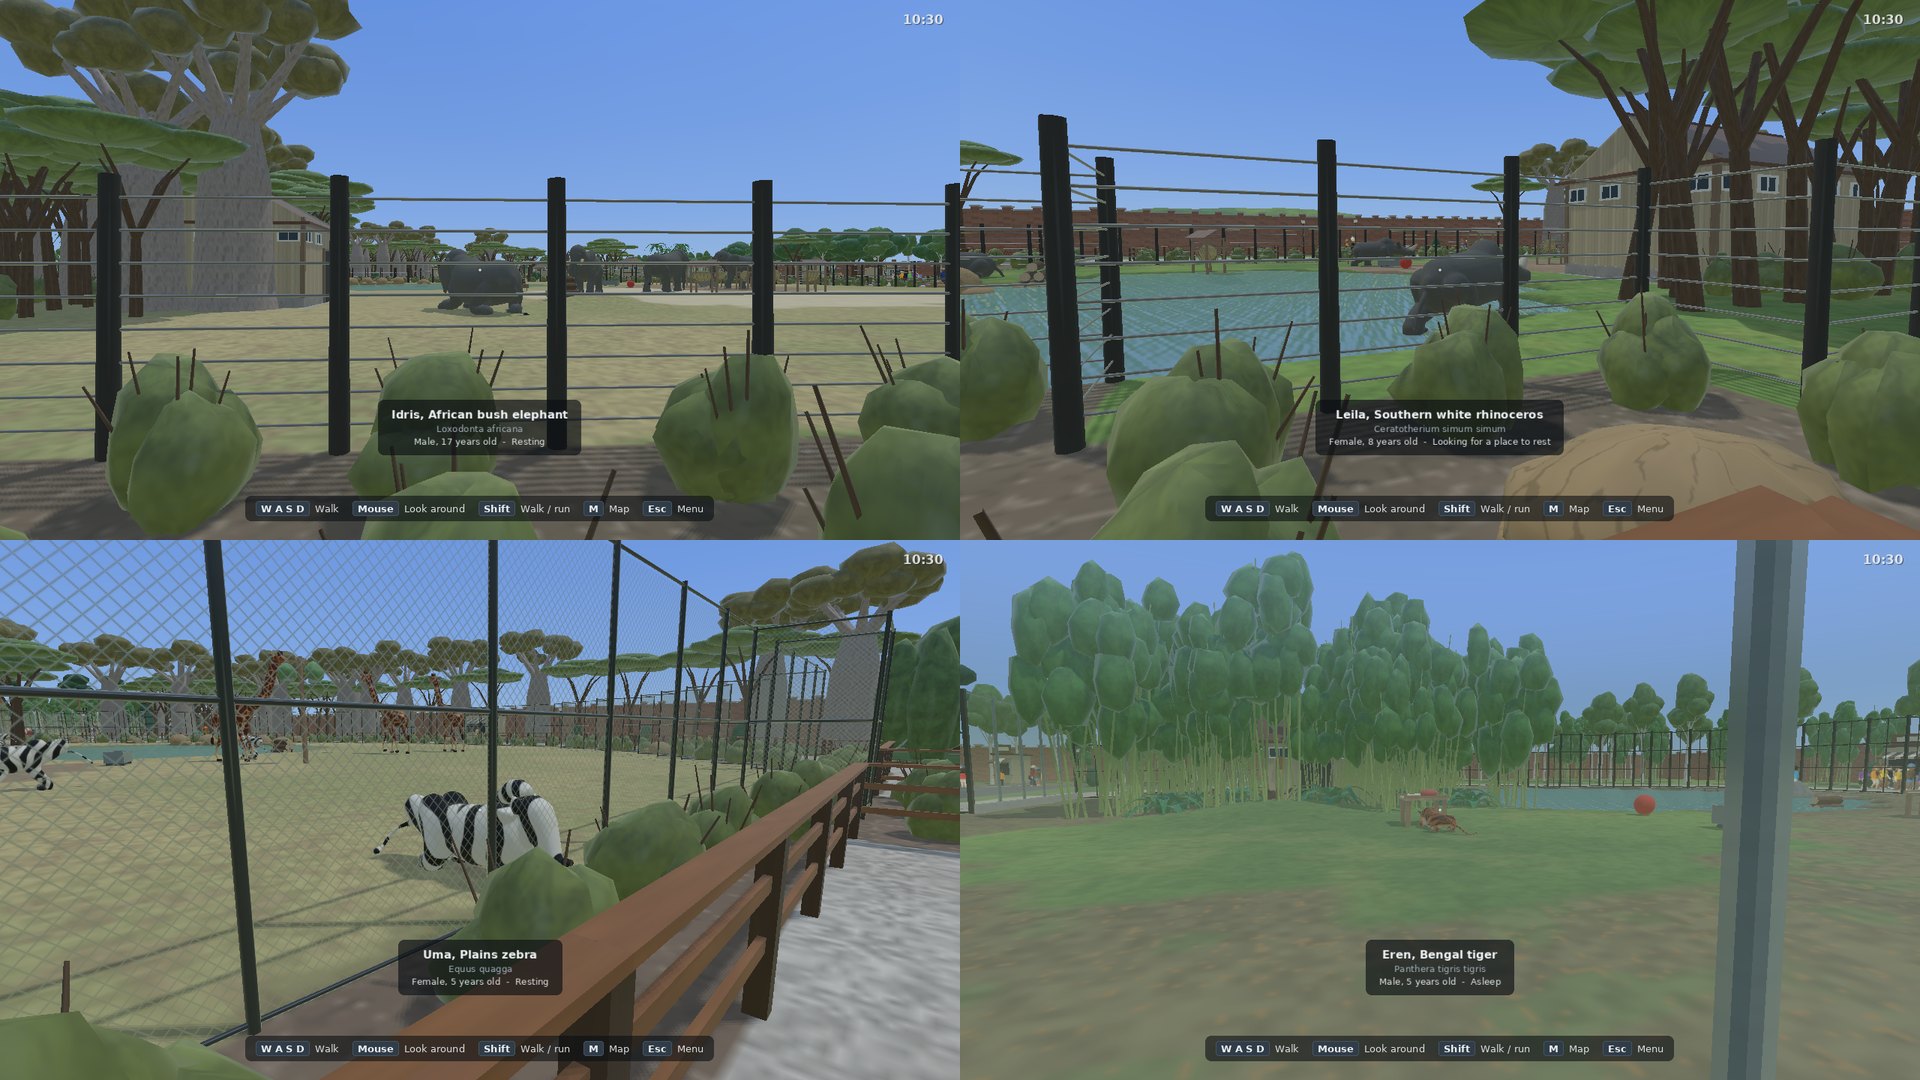 10:30
Idris, African bush elephant
Loxodonta africana
Male, 17 years old - Resting
W A S D Walk Mouse Look around Shift Walk / run M Map Esc Menu
10:30
Leila, Southern white rhinoceros
Ceratotherium simum simum
Female, 8 years old - Looking for a place to rest
W A S D Walk Mouse Look around Shift Walk / run M Map Esc Menu
10:30
Uma, Plains zebra
Equus quagga
Female, 5 years old - Resting
W A S D Walk Mouse Look around Shift Walk / run M Map Esc Menu
10:30
Eren, Bengal tiger
Panthera tigris tigris
Male, 5 years old - Asleep
W A S D Walk Mouse Look around Shift Walk / run M Map Esc Menu